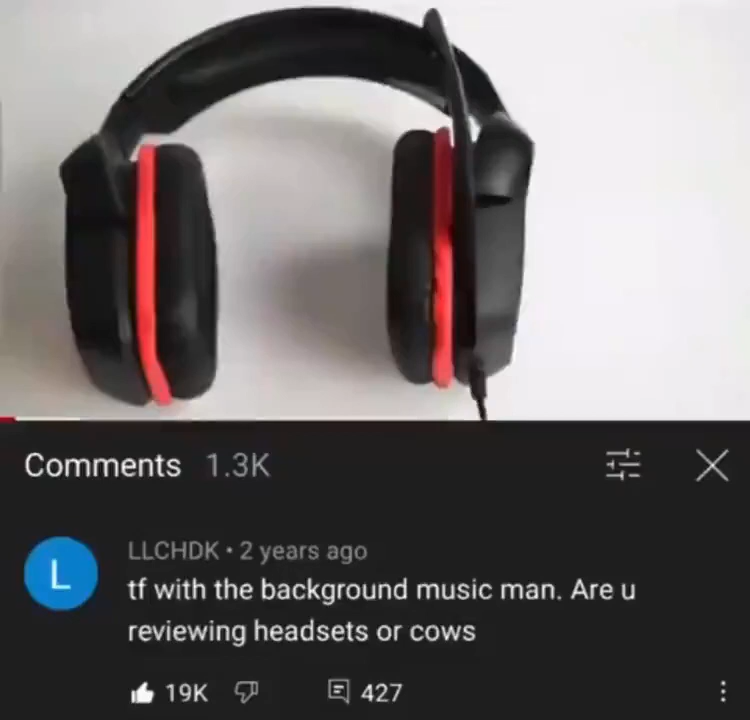 Comments 1.3K
L
LLCHDK • 2 years ago
tf with the background music man. Are u
reviewing headsets or cows
19K 427